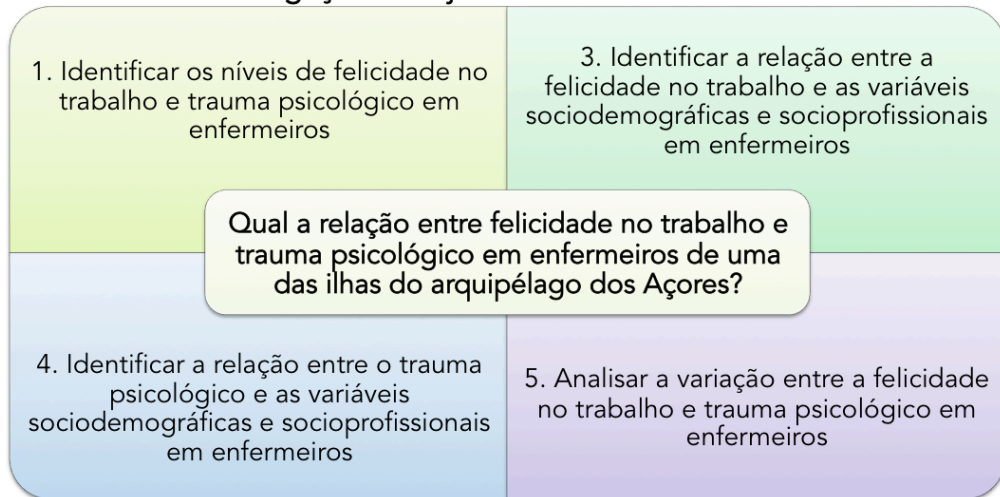 1. Identificar os níveis de felicidade no
trabalho e trauma psicológico em
enfermeiros
3. Identificar a relação entre a
felicidade no trabalho e as variáveis
sociodemográficas e socioprofissionais
em enfermeiros
Qual a relação entre felicidade no trabalho e
trauma psicológico em enfermeiros de uma
das ilhas do arquipélago dos Açores?
4. Identificar a relação entre o trauma
psicológico e as variáveis
sociodemográficas e socioprofissionais
em enfermeiros
5. Analisar a variação entre a felicidade
no trabalho e trauma psicológico em
enfermeiros